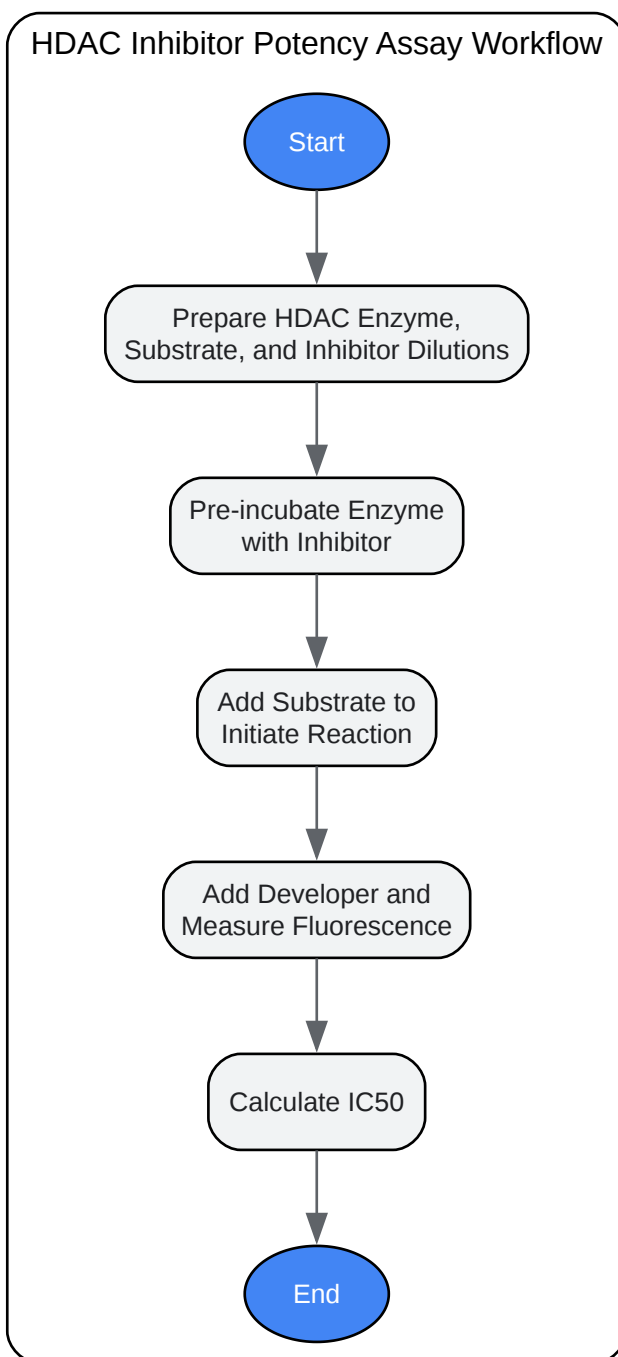 HDAC Inhibitor Potency Assay Workflow
Start
Prepare HDAC Enzyme,
Substrate, and Inhibitor Dilutions
Pre-incubate Enzyme
with Inhibitor
Add Substrate to
Initiate Reaction
Add Developer and
Measure Fluorescence
Calculate IC50
End